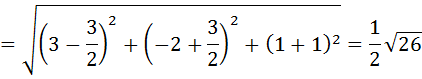 = √((3 − 3/2)² + (−2 + 3/2)² + (1 + 1)²) = 1/2 √26